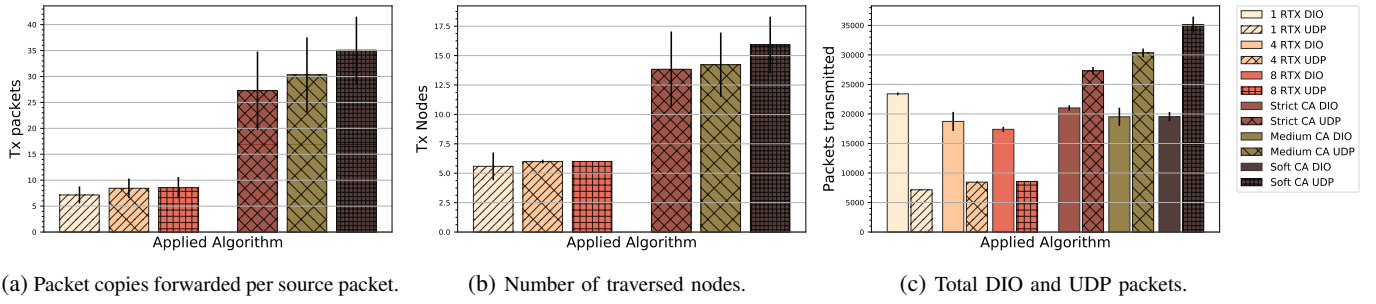 Tx packets
40
35
30
25
20
15
10
5
0
Applied Algorithm
(a) Packet copies forwarded per source packet.
Tx Nodes
17.5
15.0
12.5
10.0
7.5
5.0
2.5
0.0
Applied Algorithm
(b) Number of traversed nodes.
Packets transmitted
35000
30000
25000
20000
15000
10000
5000
0
Applied Algorithm
(c) Total DIO and UDP packets.
1 RTX DIO
1 RTX UDP
4 RTX DIO
4 RTX UDP
8 RTX DIO
8 RTX UDP
Strict CA DIO
Strict CA UDP
Medium CA DIO
Medium CA UDP
Soft CA DIO
Soft CA UDP